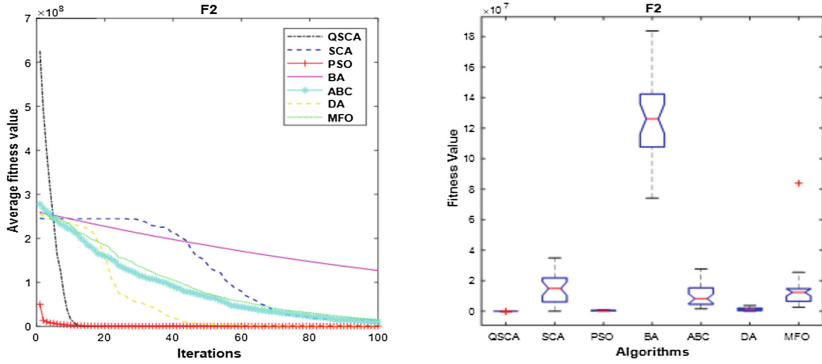 F2
×10^8
7
6
5
4
3
2
1
0
0
20
40
60
80
100
Average fitness value
Iterations
QSCA
SCA
PSO
BA
ABC
DA
MFO
F2
×10^7
18
16
14
12
10
8
6
4
2
0
Fitness Value
QSCA SCA PSO BA ABC DA MFO
Algorithms